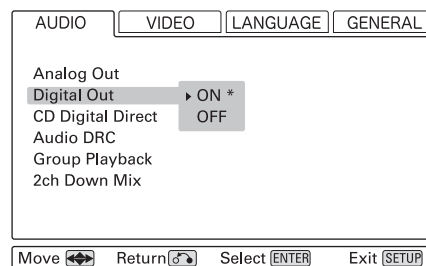 AUDIO VIDEO LANGUAGE GENERAL
Analog Out
Digital Out ON *
CD Digital Direct OFF
Audio DRC
Group Playback
2ch Down Mix
Move Return Select ENTER Exit SETUP